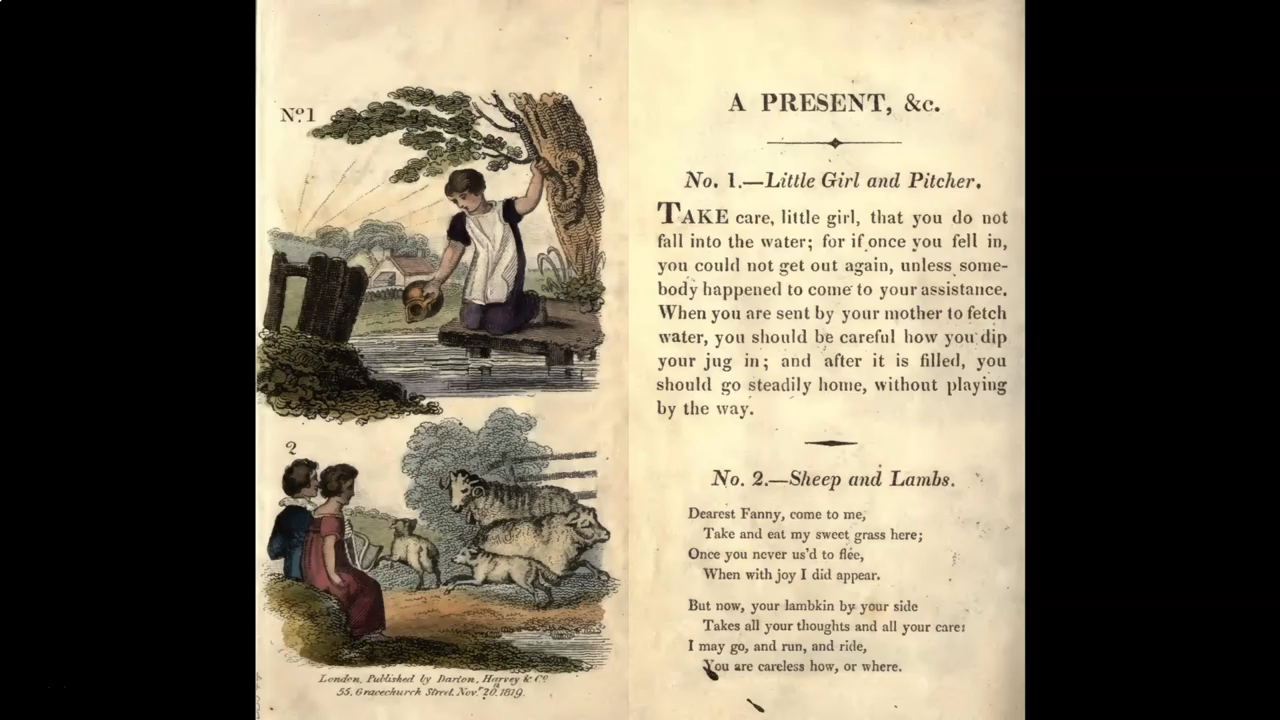 No. 1
2
London, Published by Darton, Harvey & Co.
55, Gracechurch Street, Novr. 20, 1819.
A PRESENT, &c.
No. 1.—Little Girl and Pitcher.
TAKE care, little girl, that you do not
fall into the water; for if once you fell in,
you could not get out again, unless some-
body happened to come to your assistance.
When you are sent by your mother to fetch
water, you should be careful how you dip
your jug in; and after it is filled, you
should go steadily home, without playing
by the way.
No. 2.—Sheep and Lambs.
Dearest Fanny, come to me,
Take and eat my sweet grass here;
Once you never us'd to flee,
When with joy I did appear.
But now, your lambkin by your side
Takes all your thoughts and all your care:
I may go, and run, and ride,
You are careless how, or where.